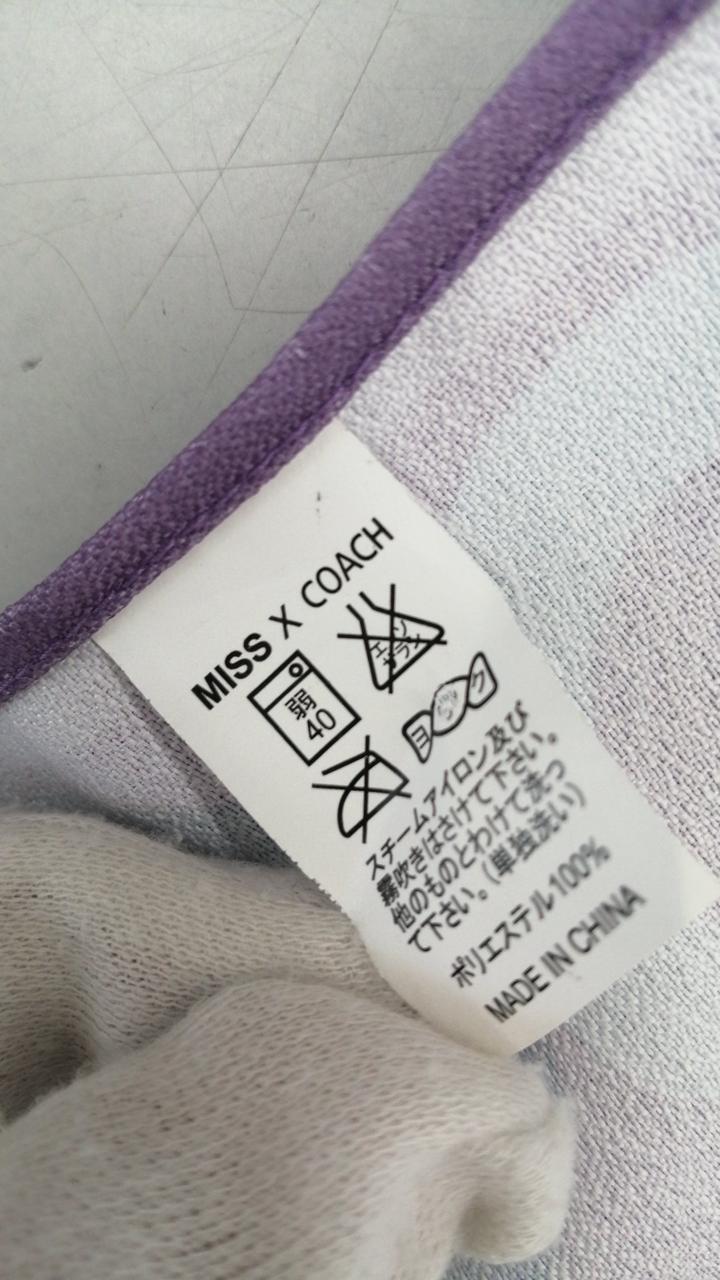 MISS X COACH
弱
40
エンソ
サラシ
ヨ
ク
スチームアイロン及び
霧吹きはさけて下さい。
他のものとわけて洗っ
て下さい。(単独洗い)
ポリエステル100%
MADE IN CHINA